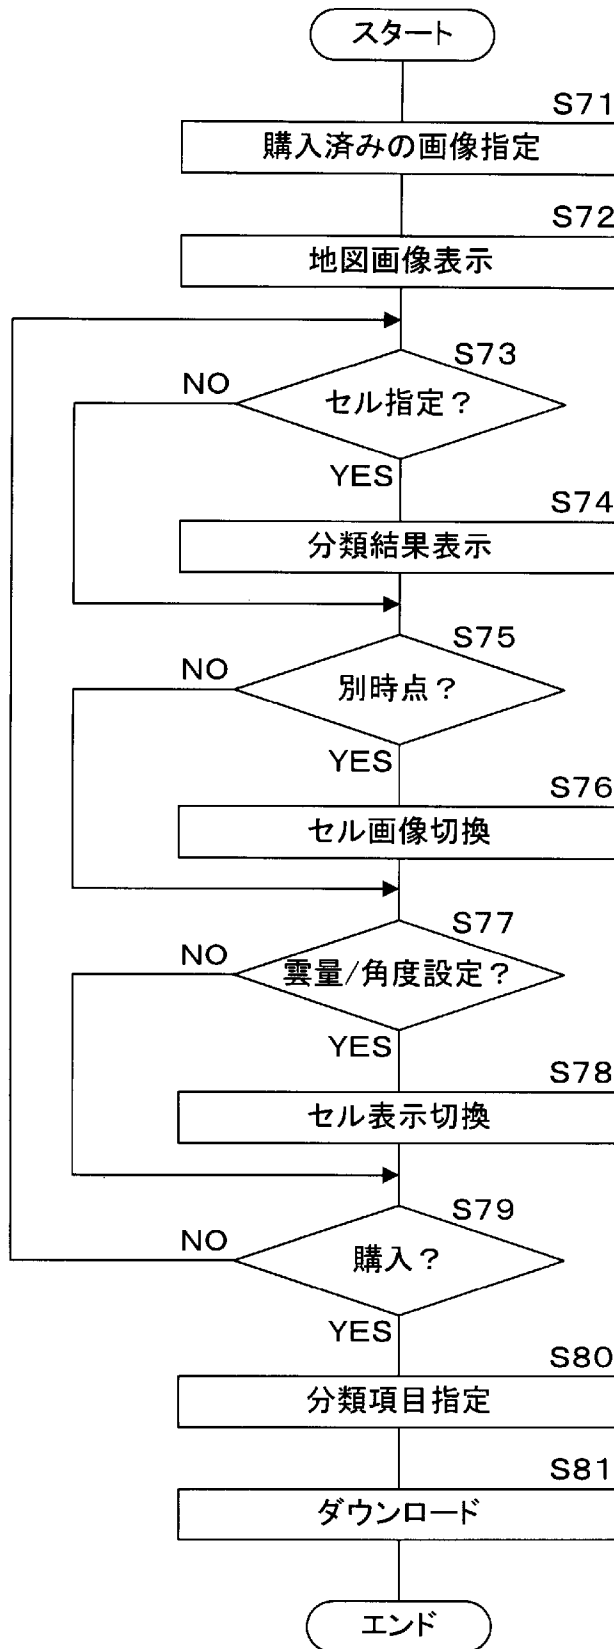 スタート
S71
購入済みの画像指定
S72
地図画像表示
S73
NO
セル指定？
YES
S74
分類結果表示
S75
NO
別時点？
YES
S76
セル画像切換
S77
NO
雲量/角度設定？
YES
S78
セル表示切換
S79
NO
購入？
YES
S80
分類項目指定
S81
ダウンロード
エンド